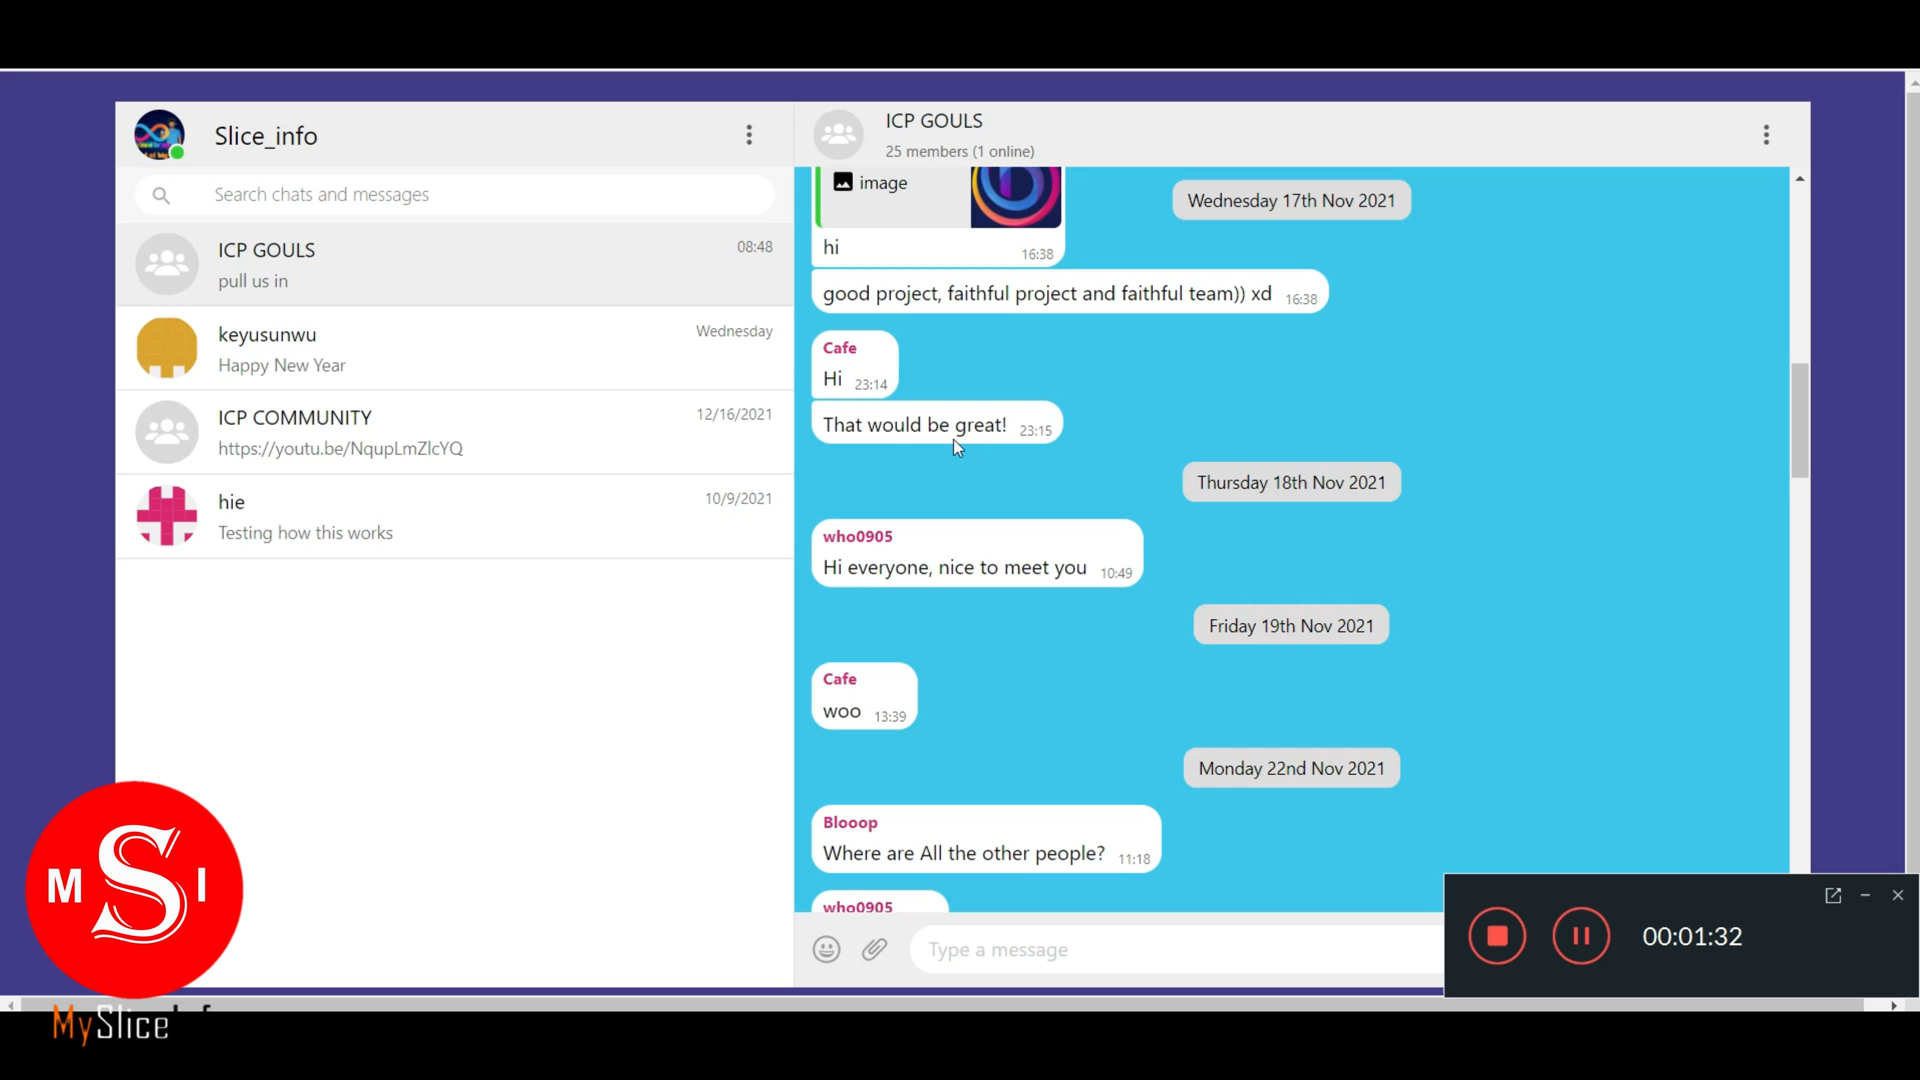 Slice_info
Search chats and messages
ICP GOULS 08:48
pull us in
keyusunwu Wednesday
Happy New Year
ICP COMMUNITY 12/16/2021
https://youtu.be/NqupLmZlcYQ
hie 10/9/2021
Testing how this works
ICP GOULS
25 members (1 online)
image
Wednesday 17th Nov 2021
hi 16:38
good project, faithful project and faithful team)) xd 16:38
Cafe
Hi 23:14
That would be great! 23:15
Thursday 18th Nov 2021
who0905
Hi everyone, nice to meet you 10:49
Friday 19th Nov 2021
Cafe
woo 13:39
Monday 22nd Nov 2021
Blooop
Where are All the other people? 11:18
who0905
Type a message
00:01:32
M S I
MySlice